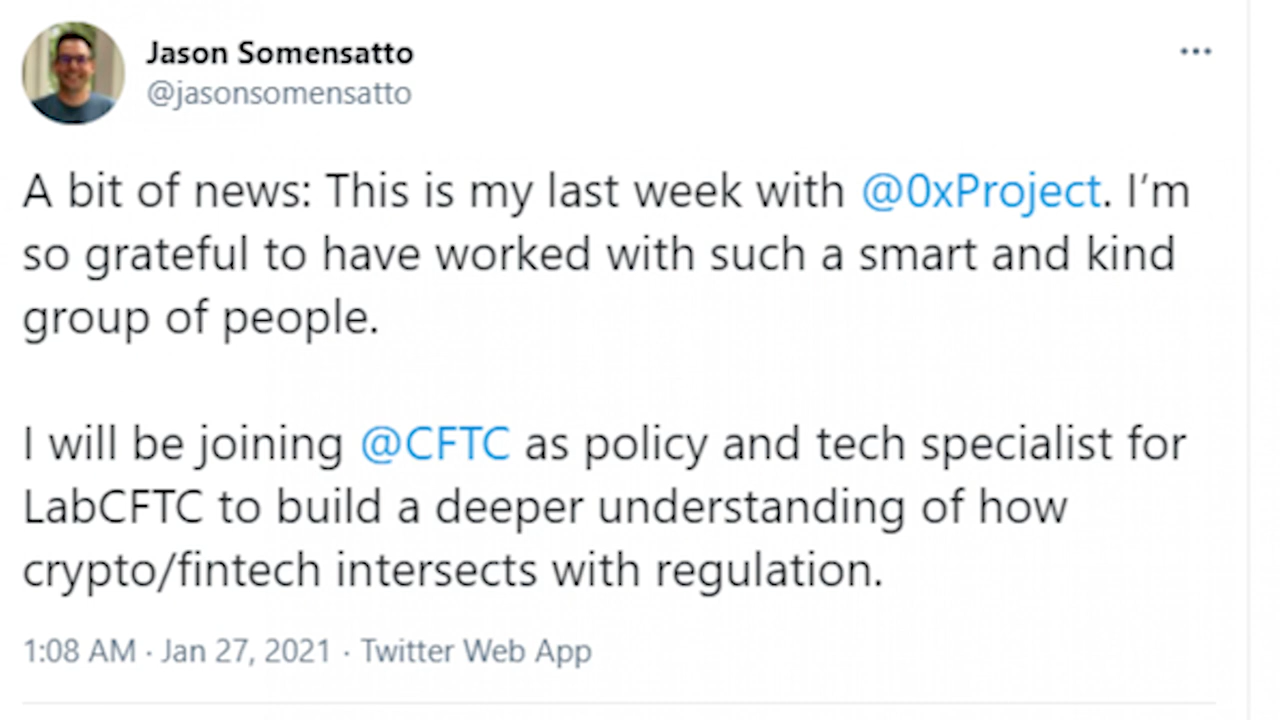 Jason Somensatto
@jasonsomensatto
A bit of news: This is my last week with @0xProject. I’m
so grateful to have worked with such a smart and kind
group of people.
I will be joining @CFTC as policy and tech specialist for
LabCFTC to build a deeper understanding of how
crypto/fintech intersects with regulation.
1:08 AM · Jan 27, 2021 · Twitter Web App